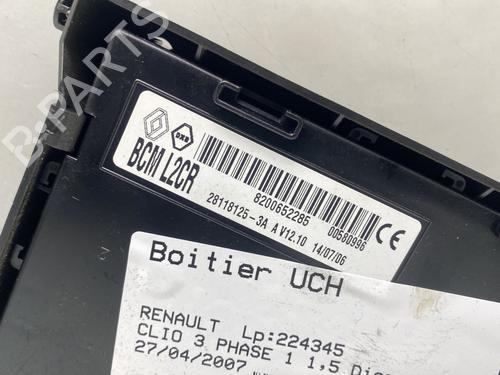 B-PARTS
BCM L2CR
8200652285
28118125-3A A V12.10 14/07/06
00580996
CE
Boitier UCH
RENAULT Lp:224345
CLIO 3 PHASE 1 1,5
27/04/2007